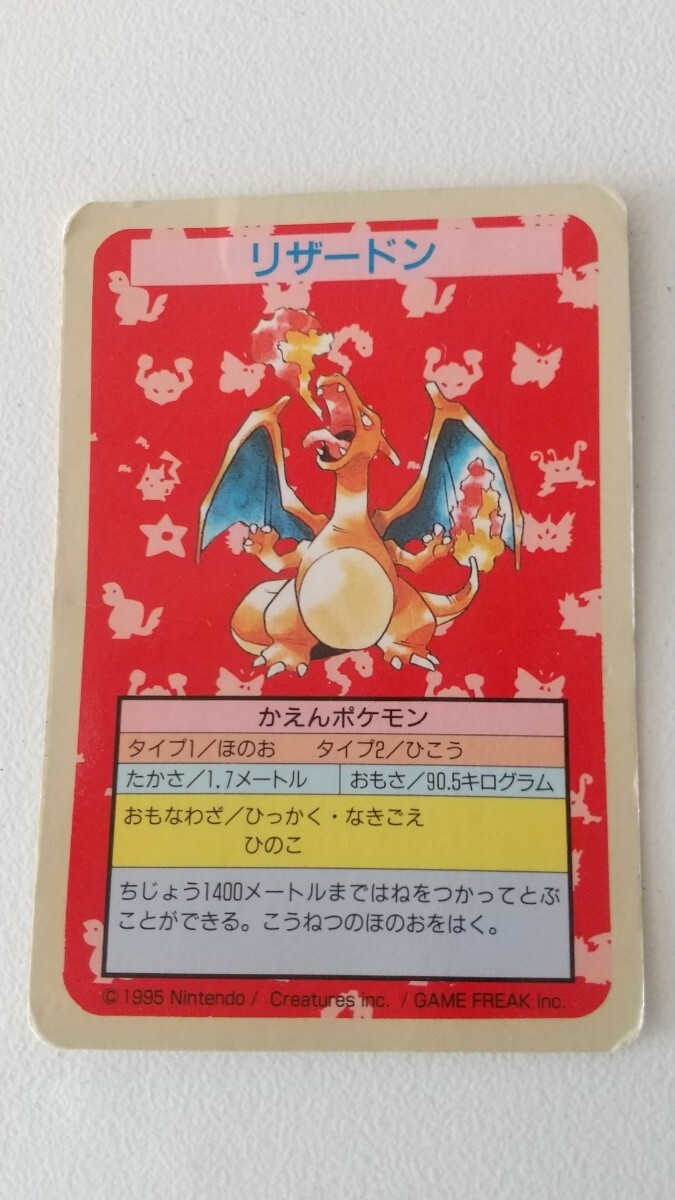 リザードン
かえんポケモン
タイプ1/ほのお　タイプ2/ひこう
たかさ/1.7メートル　おもさ/90.5キログラム
おもなわざ/ひっかく・なきごえ
ひのこ
ちじょう1400メートルまではねをつかってとぶ
ことができる。こうねつのほのおをはく。
©1995 Nintendo / Creatures inc. / GAME FREAK inc.